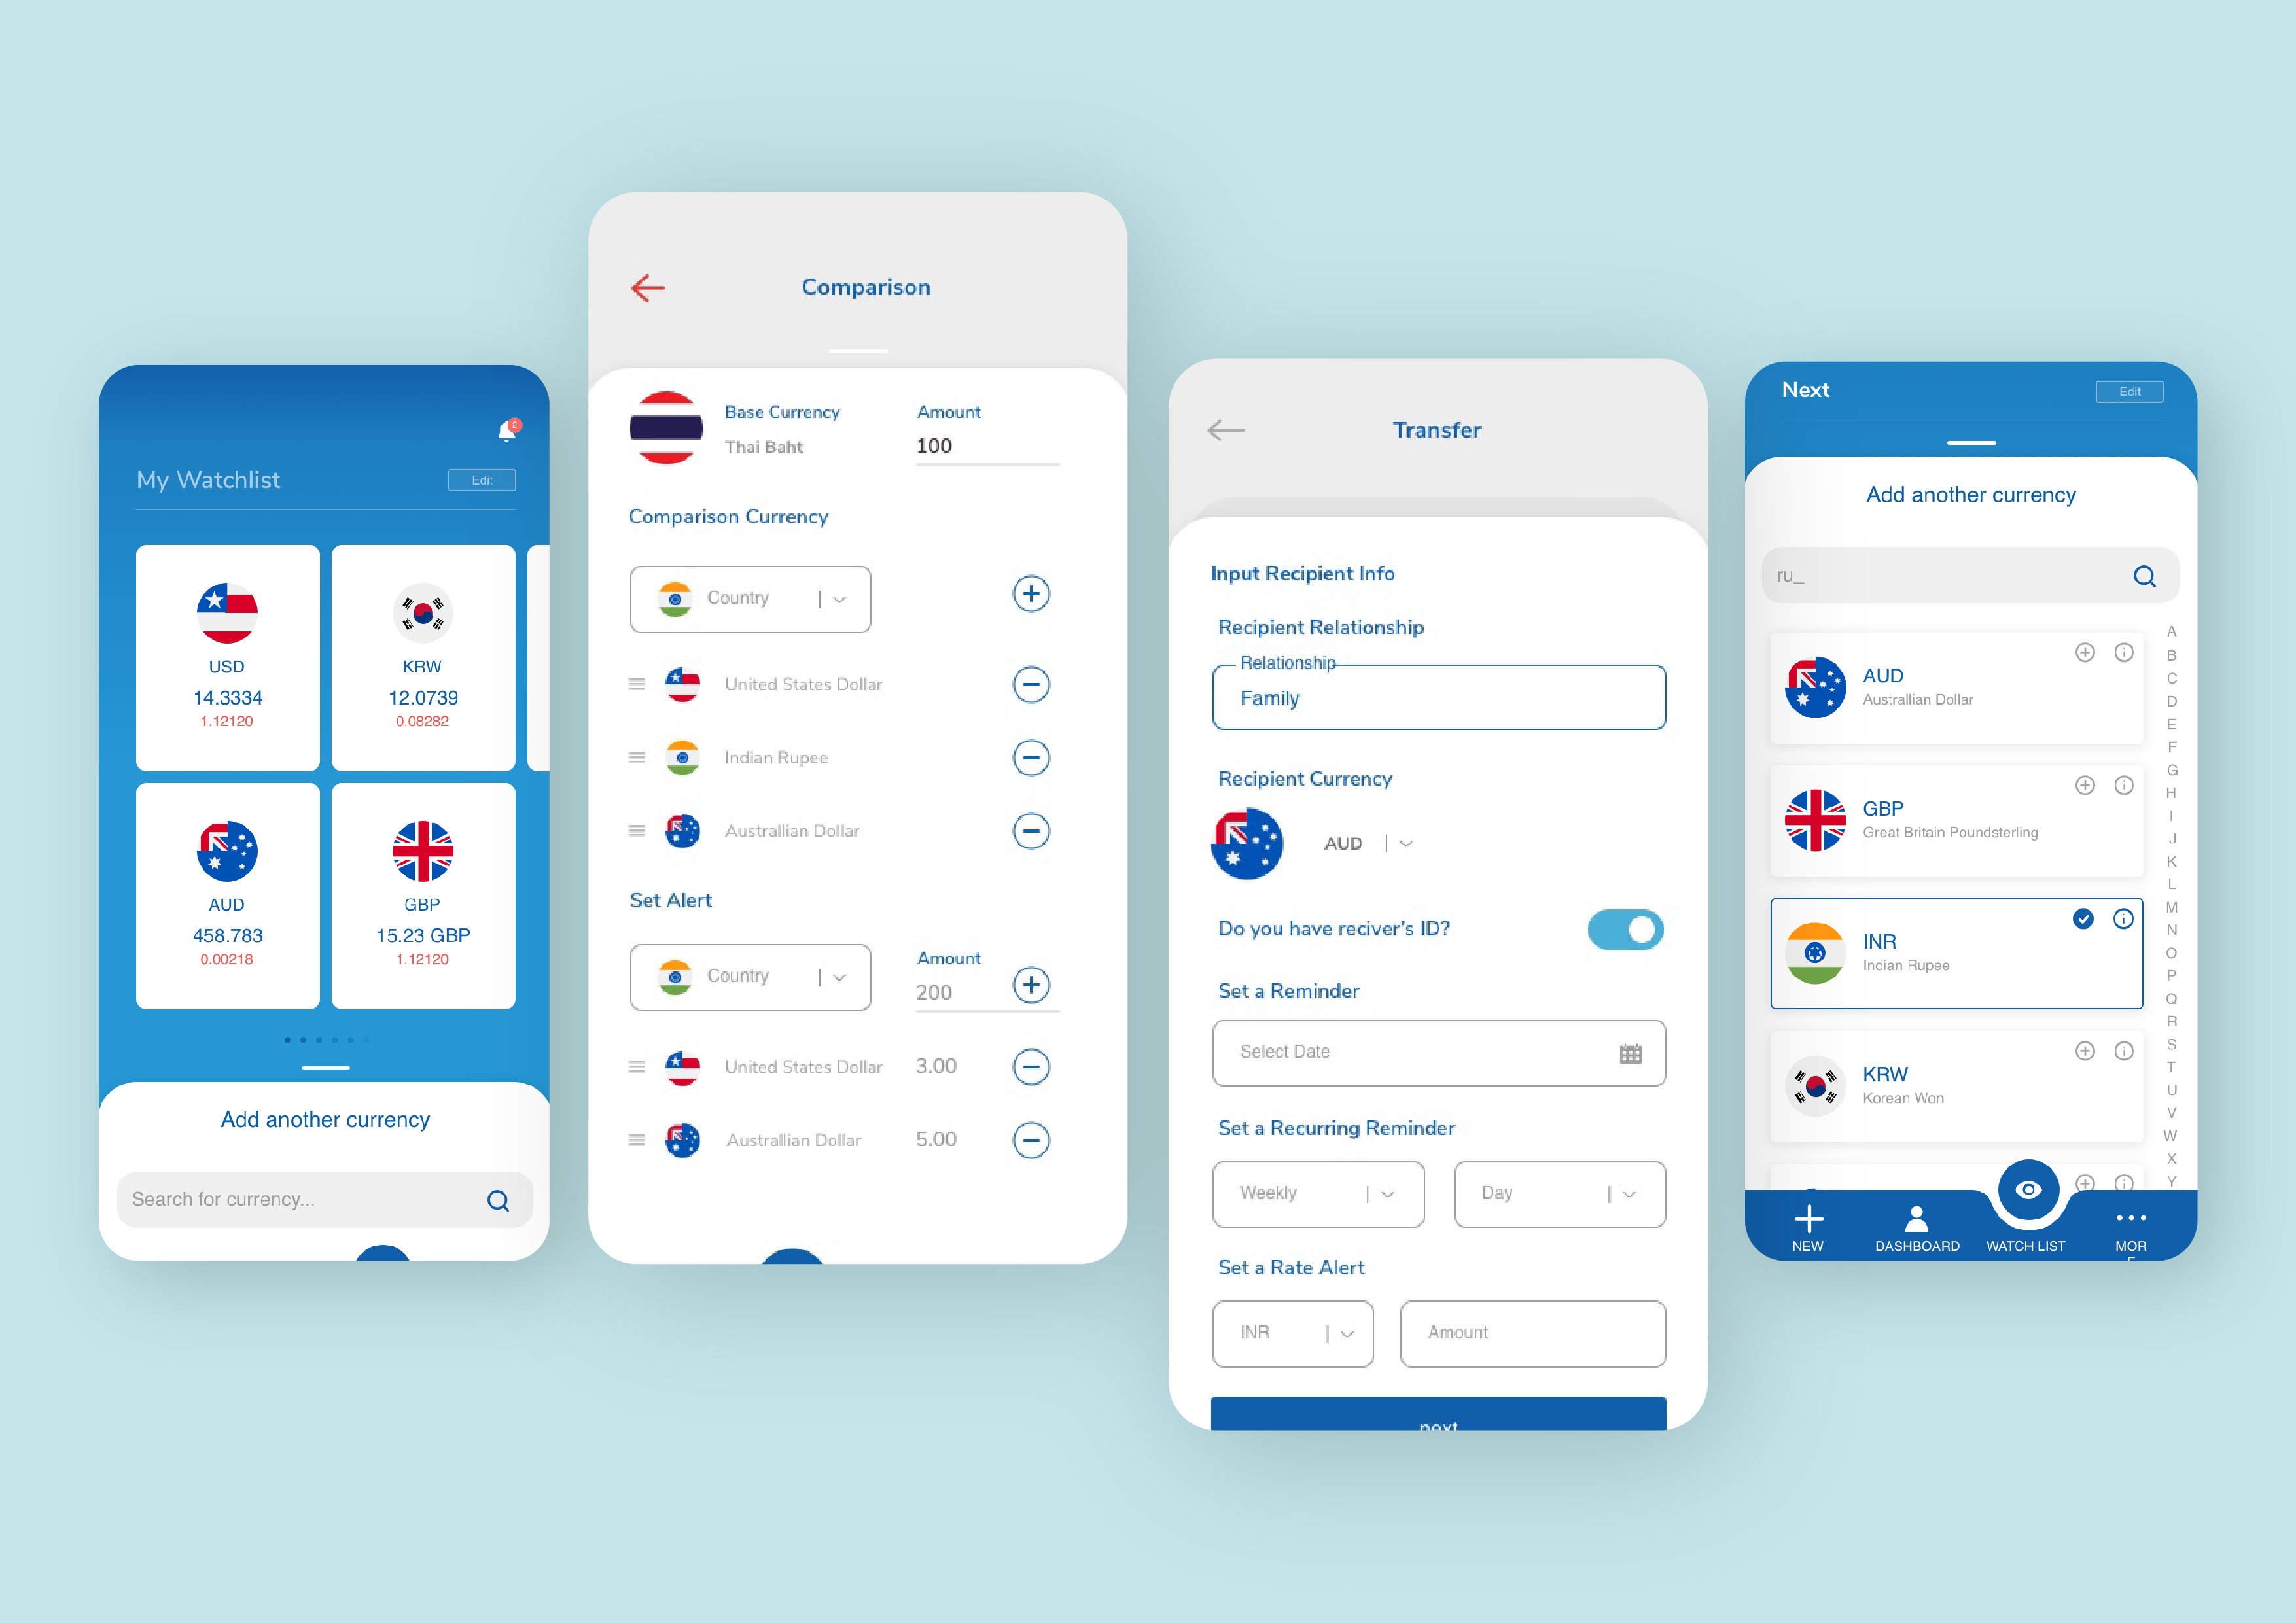 2
My Watchlist
Edit
USD
14.3334
1.12120
KRW
12.0739
0.08282
AUD
458.783
0.00218
GBP
15.23 GBP
1.12120
Add another currency
Search for currency...
Comparison
Base Currency
Amount
Thai Baht
100
Comparison Currency
Country
United States Dollar
Indian Rupee
Australlian Dollar
Set Alert
Country
Amount
200
United States Dollar
3.00
Australlian Dollar
5.00
Transfer
Input Recipient Info
Recipient Relationship
Relationship
Family
Recipient Currency
AUD
Do you have reciver's ID?
Set a Reminder
Select Date
Set a Recurring Reminder
Weekly
Day
Set a Rate Alert
INR
Amount
next
Next
Edit
Add another currency
ru_
AUD
Australlian Dollar
GBP
Great Britain Poundsterling
INR
Indian Rupee
KRW
Korean Won
A
B
C
D
E
F
G
H
I
J
K
L
M
N
O
P
Q
R
S
T
U
V
W
X
Y
NEW
DASHBOARD
WATCH LIST
MOR
E